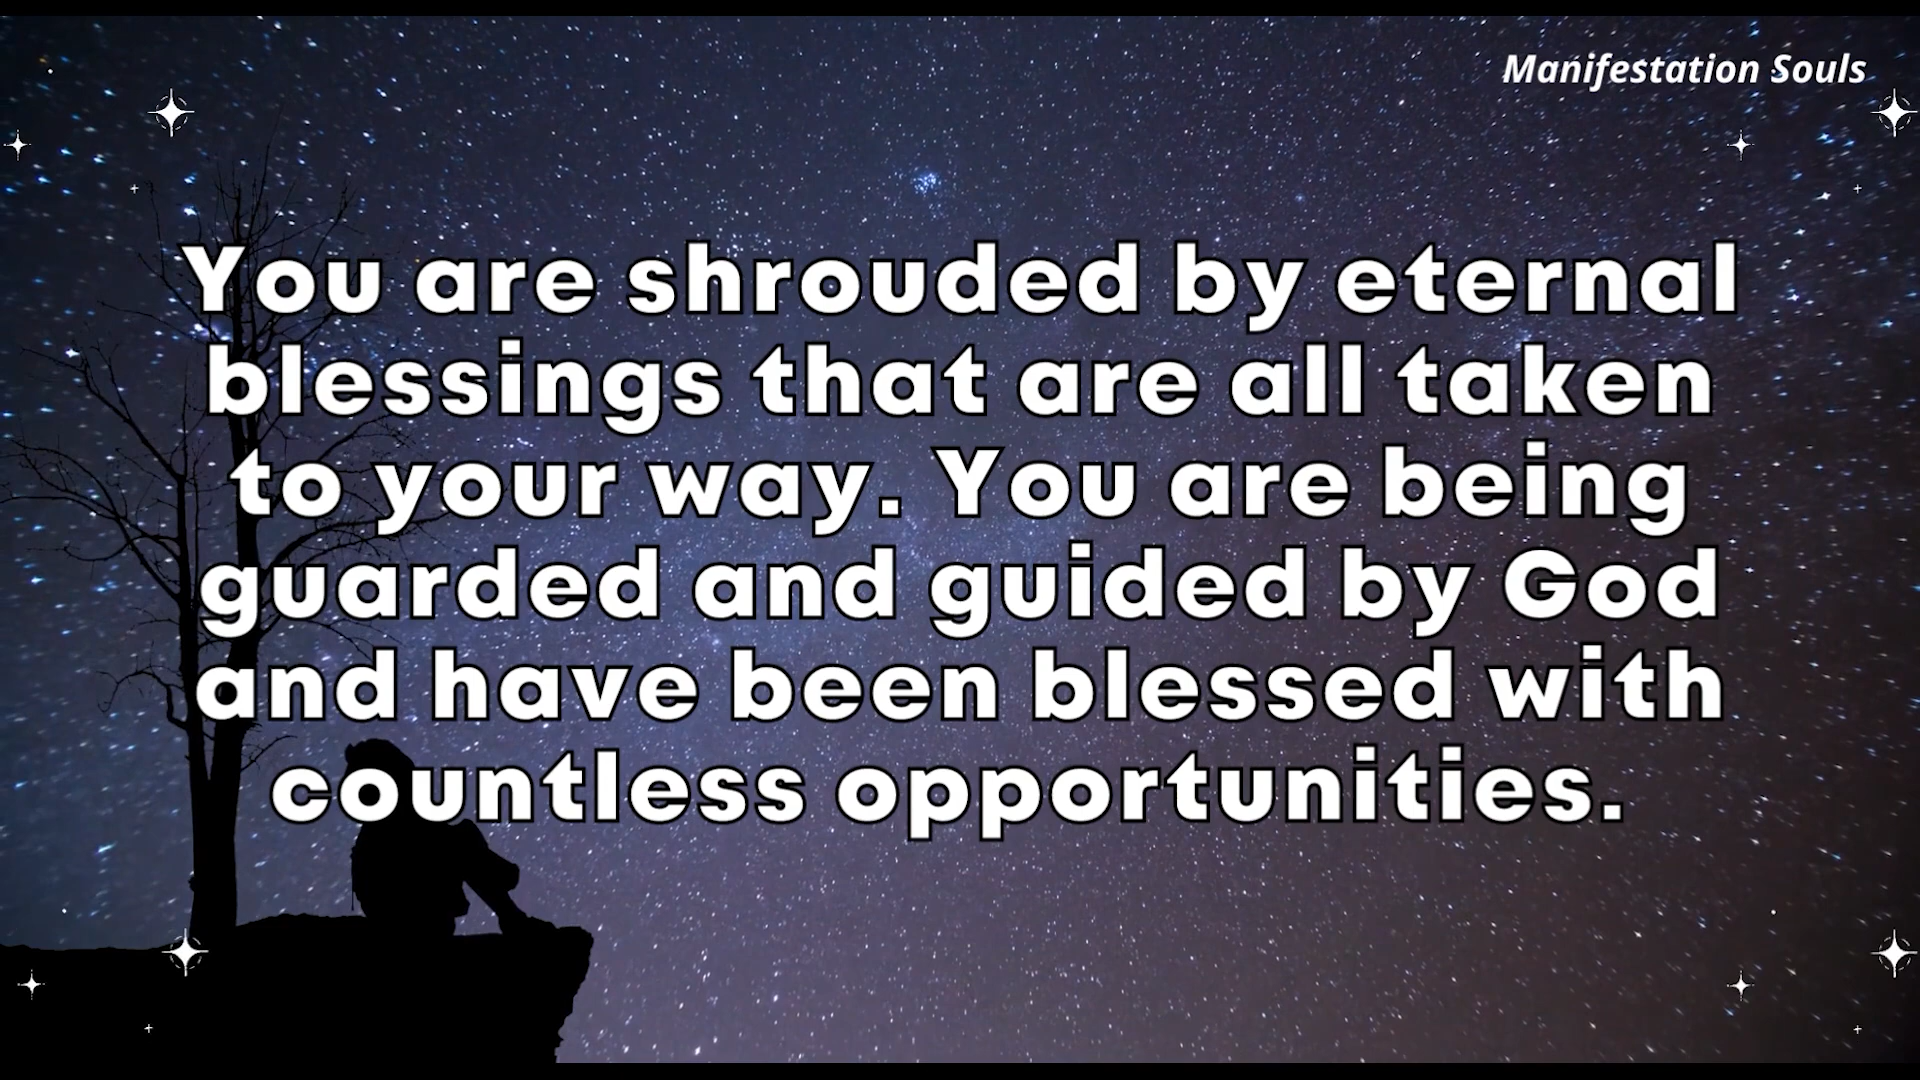 Manifestation Souls
You are shrouded by eternal
blessings that are all taken
to your way. You are being
guarded and guided by God
and have been blessed with
countless opportunities.